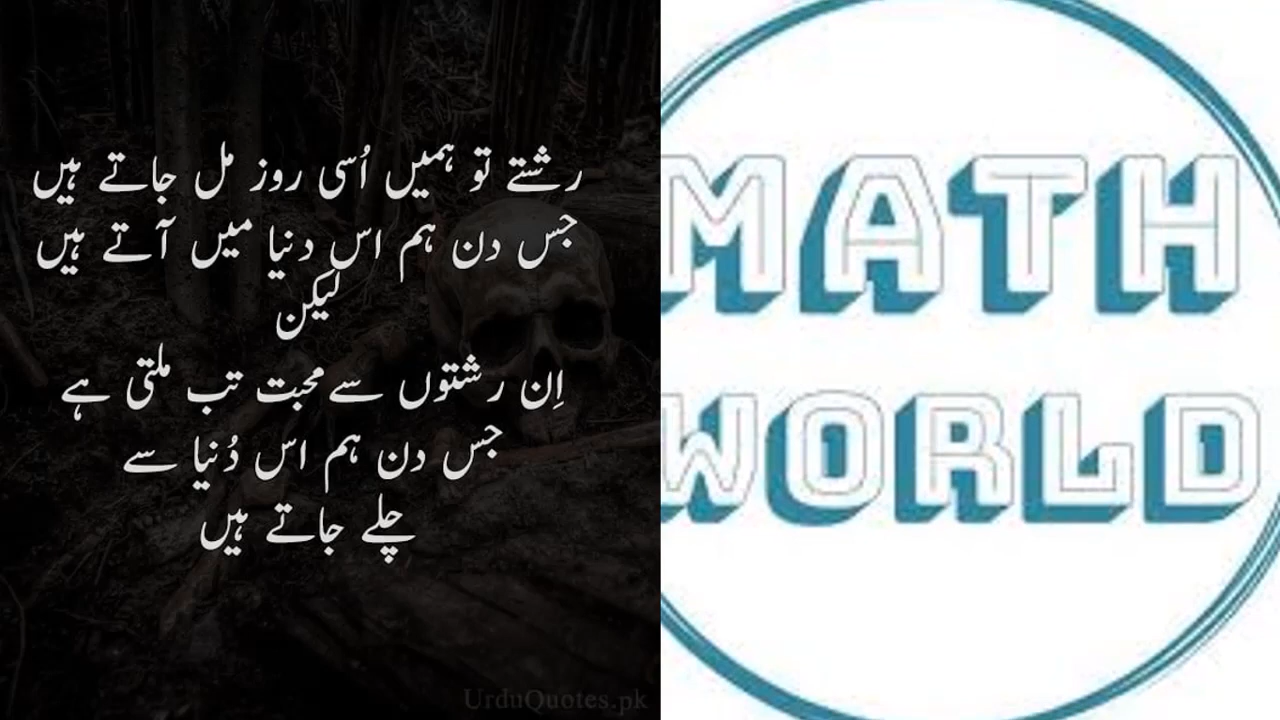 رشتے تو ہمیں اُسی روز مل جاتے ہیں
جس دن ہم اس دنیا میں آتے ہیں
لیکن
اِن رشتوں سے محبت تب ملتی ہے
جس دن ہم اس دُنیا سے
چلے جاتے ہیں
UrduQuotes.pk
MATH
WORLD